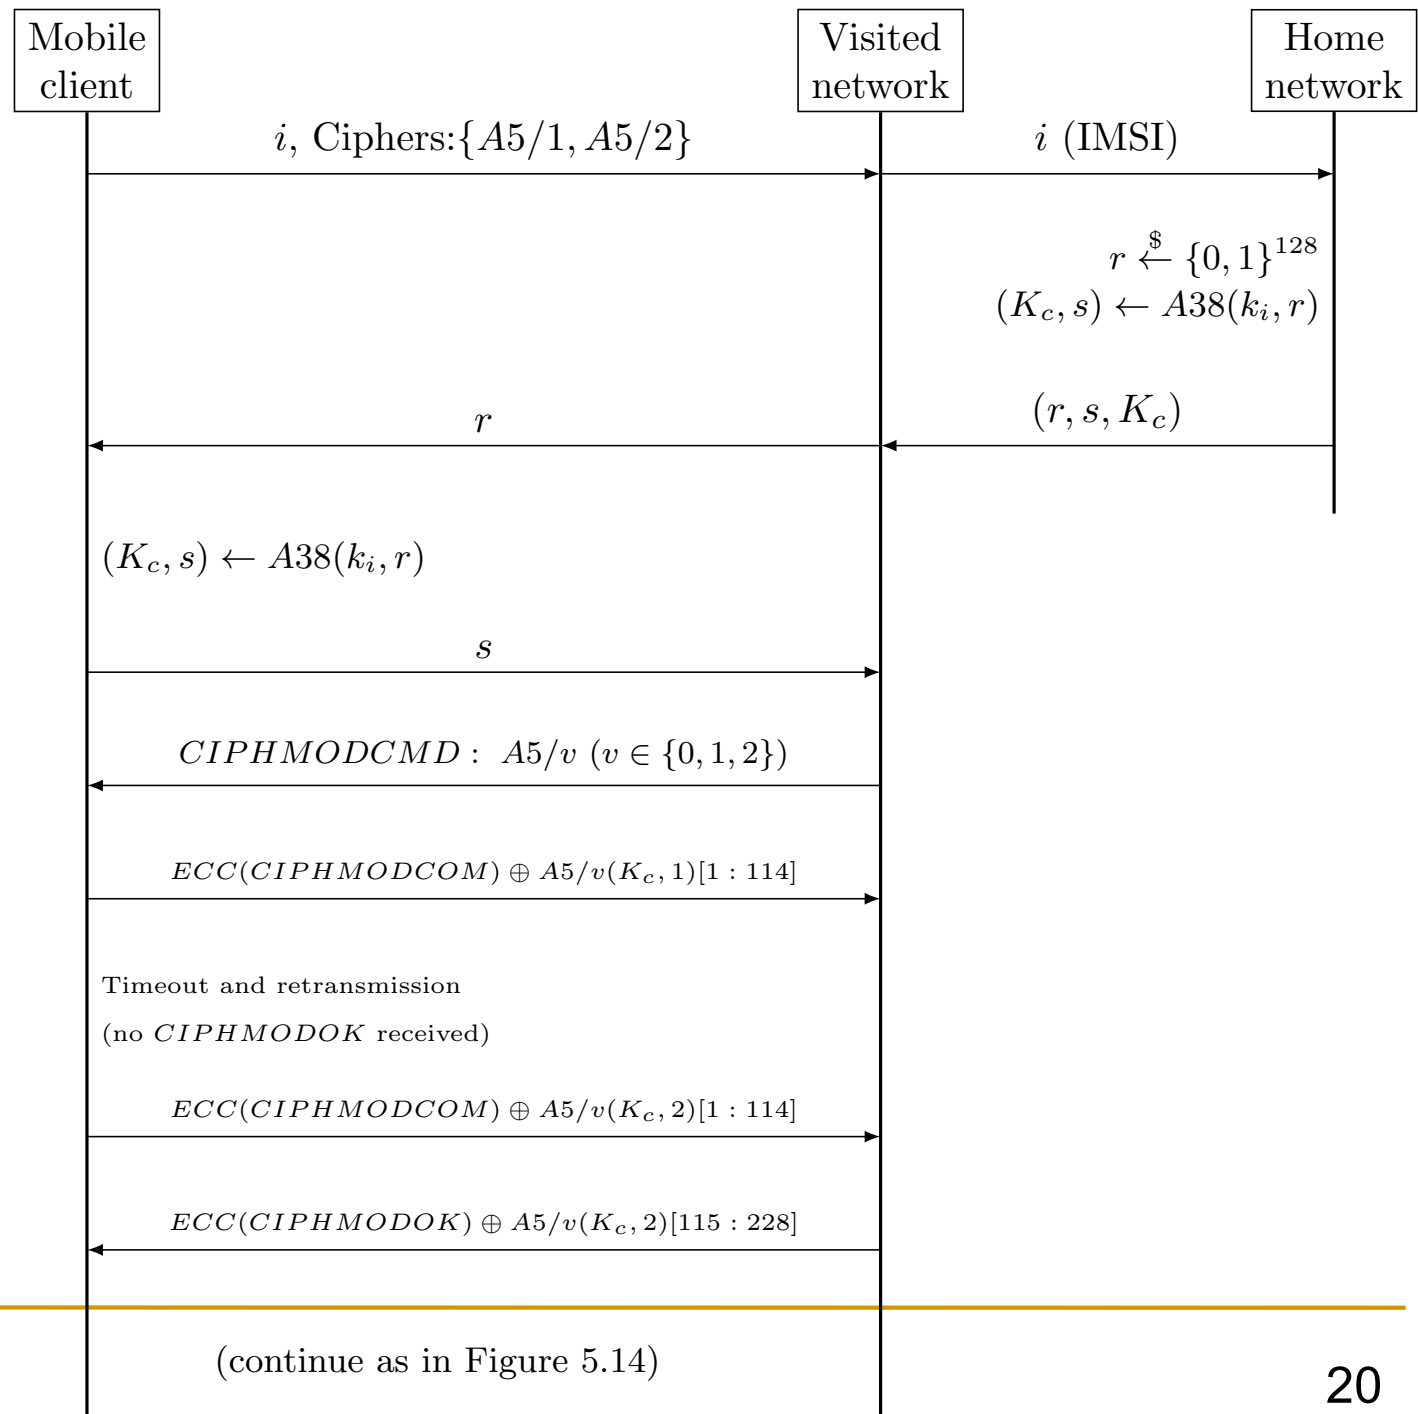 Mobile
client
Visited
network
Home
network
i, Ciphers:{A5/1, A5/2}
i (IMSI)
r ←$ {0, 1}^128
(K_c, s) ← A38(k_i, r)
(r, s, K_c)
r
(K_c, s) ← A38(k_i, r)
s
CIPHMODCMD : A5/v (v ∈ {0, 1, 2})
ECC(CIPHMODCOM) ⊕ A5/v(K_c, 1)[1 : 114]
Timeout and retransmission
(no CIPHMODOK received)
ECC(CIPHMODCOM) ⊕ A5/v(K_c, 2)[1 : 114]
ECC(CIPHMODOK) ⊕ A5/v(K_c, 2)[115 : 228]
(continue as in Figure 5.14)
20